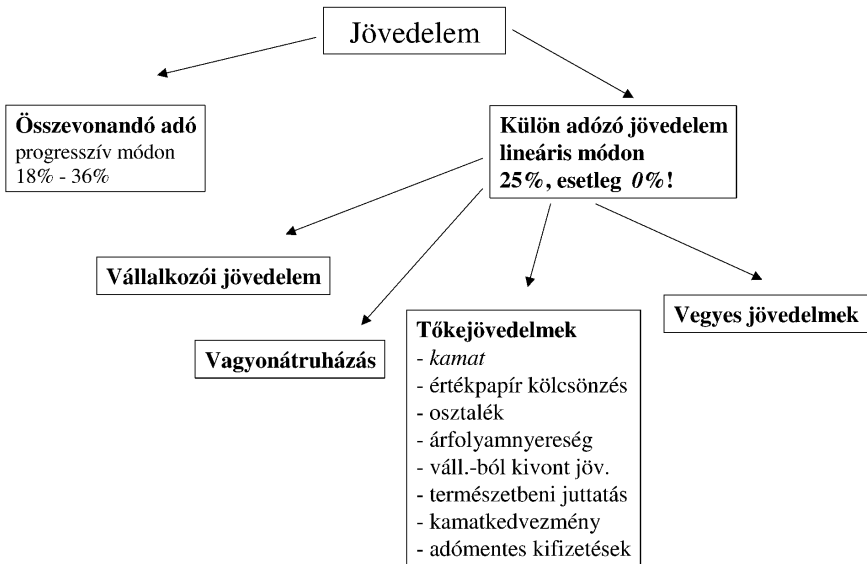 Jövedelem
Összevonandó adó
progresszív módon
18% - 36%
Külön adózó jövedelem
lineáris módon
25%, esetleg 0%!
Vállalkozói jövedelem
Vagyonátruházás
Tőkejövedelmek
- kamat
- értékpapír kölcsönzés
- osztalék
- árfolyamnyereség
- váll.-ból kivont jöv.
- természetbeni juttatás
- kamatkedvezmény
- adómentes kifizetések
Vegyes jövedelmek